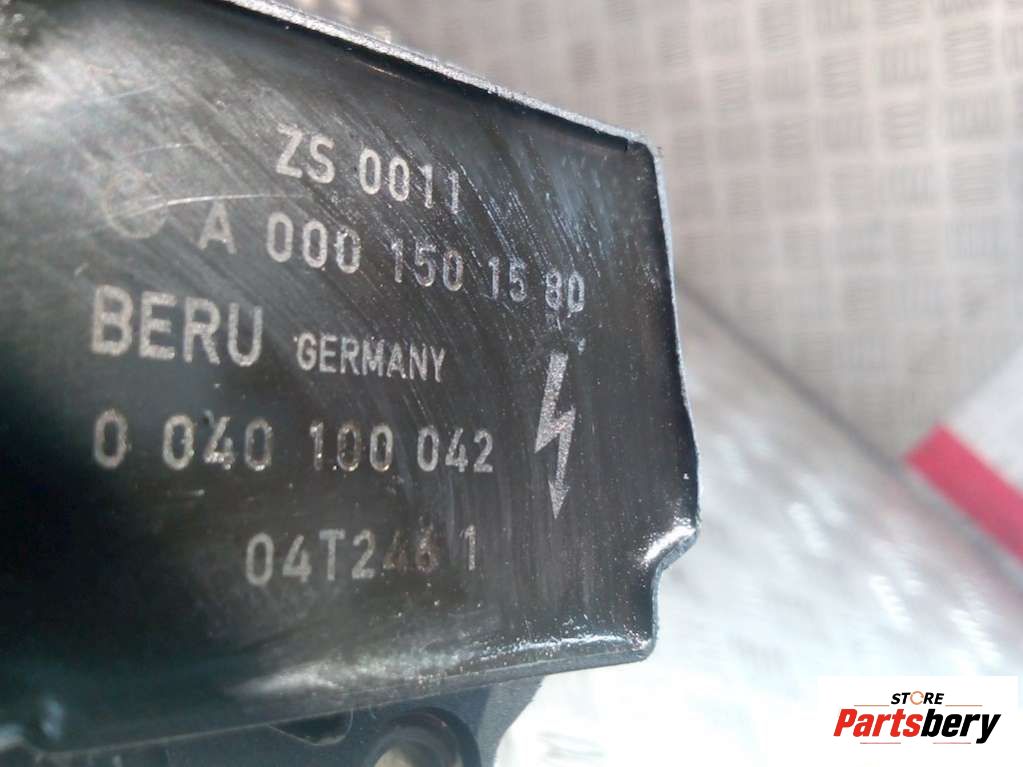 ZS 0011
A 000 150 15 80
BERU GERMANY
0 040 100 042
04T246 1
STORE
Partsbery